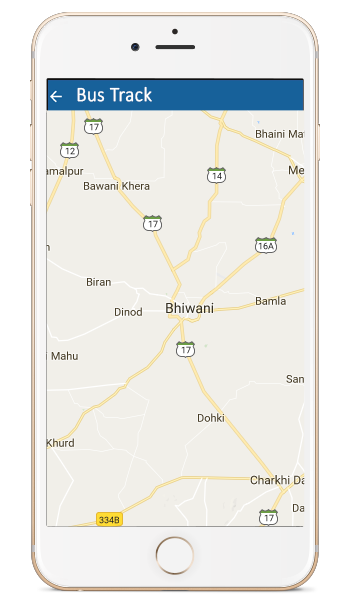 Bus Track
17
Bhaini Ma
12
amalpur
14
Me
Bawani Khera
17
16A
n
Biran
Bamla
Dinod
Bhiwani
17
Mahu
San
Dohki
Khurd
Charkhi Da
Da
334B
17